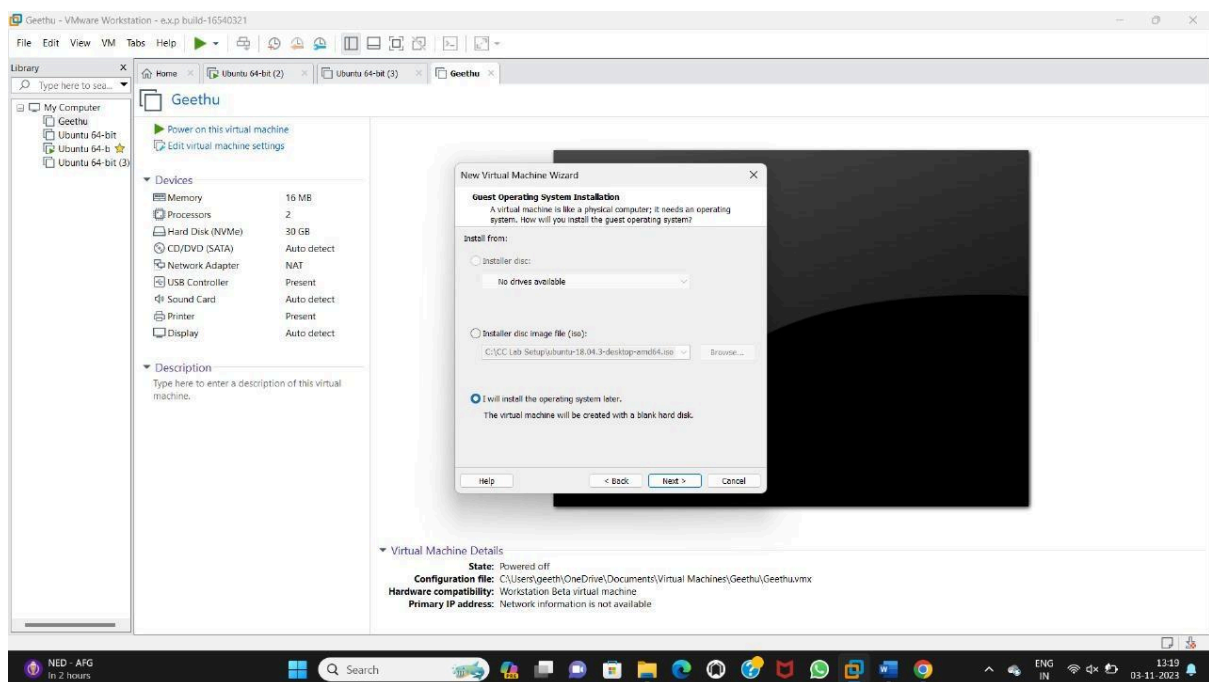 Geethu - VMware Workstation - e.x.p build-16540321
File Edit View VM Tabs Help
Library X
Type here to sea...
My Computer
Geethu
Ubuntu 64-bit
Ubuntu 64-b
Ubuntu 64-bit (3)
Home Ubuntu 64-bit (2) Ubuntu 64-bit (3) Geethu
Geethu
Power on this virtual machine
Edit virtual machine settings
Devices
Memory 16 MB
Processors 2
Hard Disk (NVMe) 30 GB
CD/DVD (SATA) Auto detect
Network Adapter NAT
USB Controller Present
Sound Card Auto detect
Printer Present
Display Auto detect
Description
Type here to enter a description of this virtual
machine.
New Virtual Machine Wizard
Guest Operating System Installation
A virtual machine is like a physical computer; it needs an operating
system. How will you install the guest operating system?
Install from:
Installer disc:
No drives available
Installer disc image file (iso):
C:\CC Lab Setup\ubuntu-18.04.3-desktop-amd64.iso Browse...
I will install the operating system later.
The virtual machine will be created with a blank hard disk.
Help < Back Next > Cancel
Virtual Machine Details
State: Powered off
Configuration file: C:\Users\geeth\OneDrive\Documents\Virtual Machines\Geethu\Geethu.vmx
Hardware compatibility: Workstation Beta virtual machine
Primary IP address: Network information is not available
NED - AFG
In 2 hours
Search
ENG
IN
13:19
03-11-2023